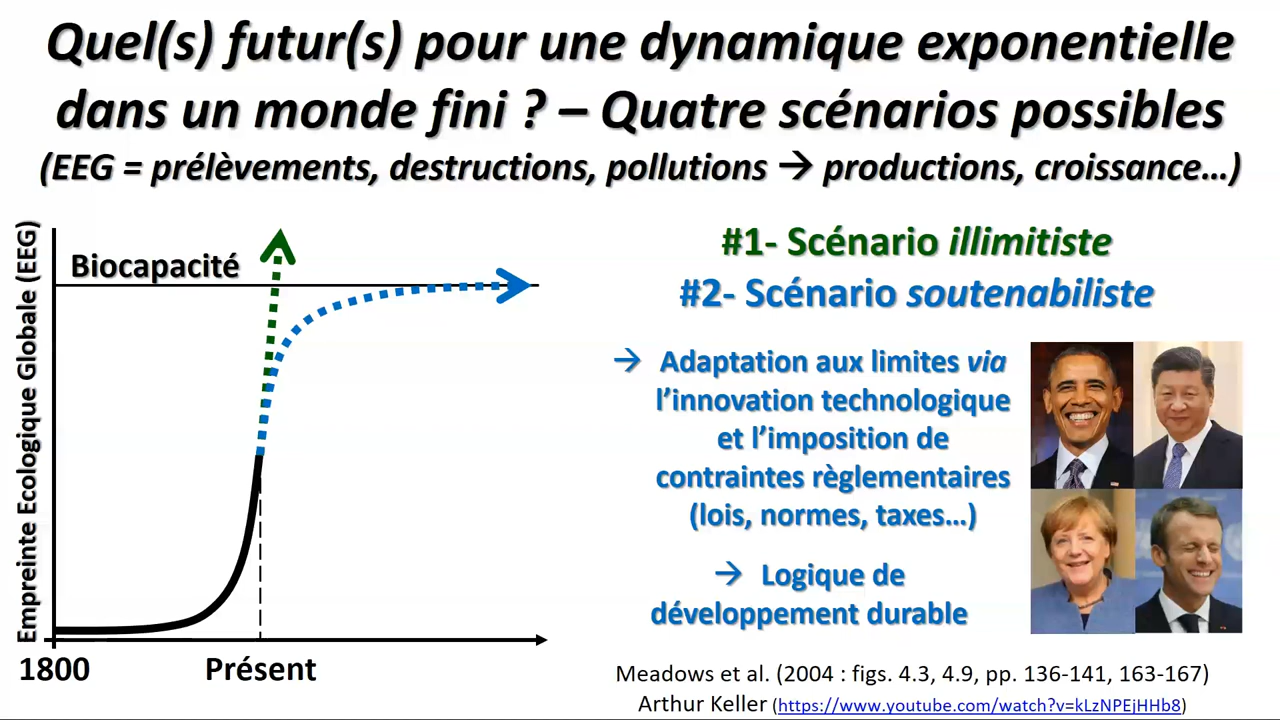 Quel(s) futur(s) pour une dynamique exponentielle
dans un monde fini ? – Quatre scénarios possibles
(EEG = prélèvements, destructions, pollutions → productions, croissance…)
Empreinte Ecologique Globale (EEG)
Biocapacité
1800
Présent
#1- Scénario illimitiste
#2- Scénario soutenabiliste
→ Adaptation aux limites via
l’innovation technologique
et l’imposition de
contraintes règlementaires
(lois, normes, taxes…)
→ Logique de
développement durable
Meadows et al. (2004 : figs. 4.3, 4.9, pp. 136-141, 163-167)
Arthur Keller (https://www.youtube.com/watch?v=kLzNPEjHHb8)